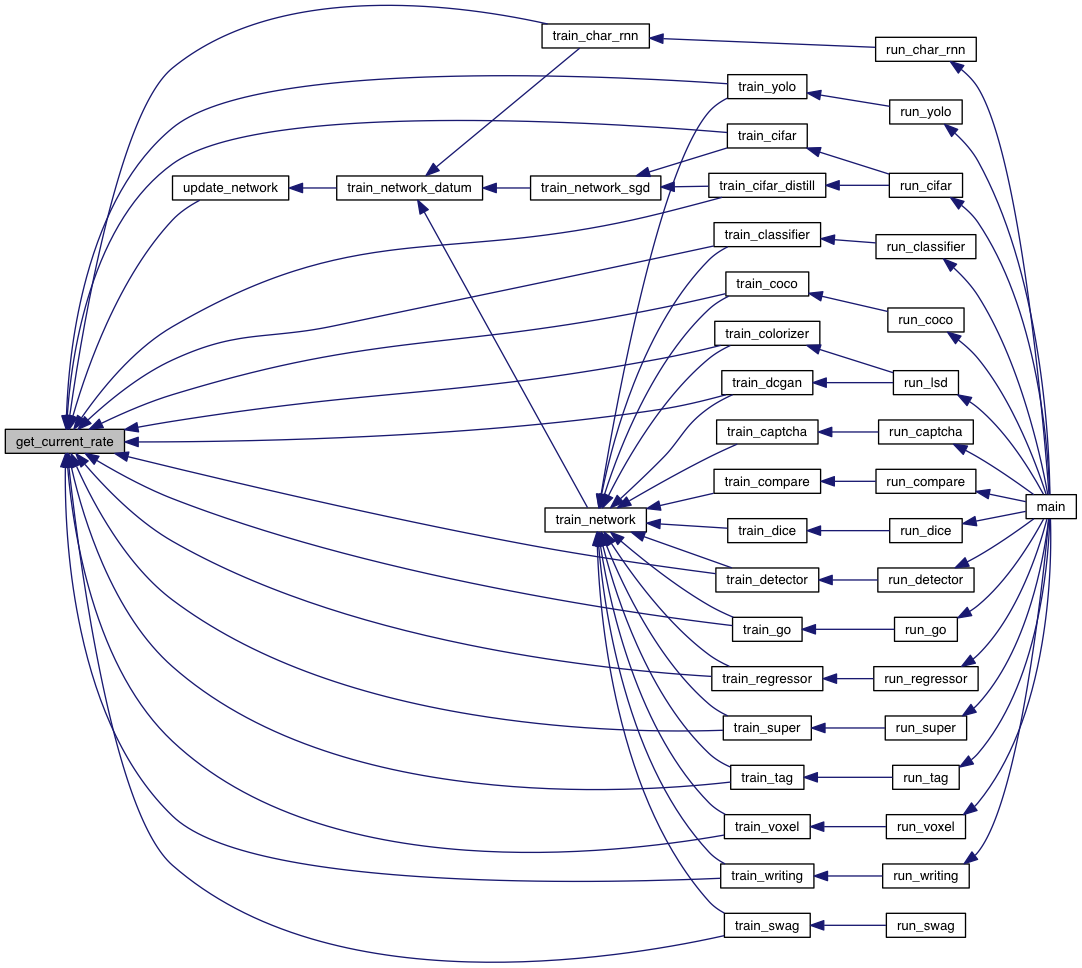 train_char_rnn
run_char_rnn
train_yolo
run_yolo
train_cifar
update_network
train_network_datum
train_network_sgd
train_cifar_distill
run_cifar
train_classifier
run_classifier
train_coco
run_coco
train_colorizer
train_dcgan
run_lsd
get_current_rate
train_captcha
run_captcha
train_compare
run_compare
main
train_network
train_dice
run_dice
train_detector
run_detector
train_go
run_go
train_regressor
run_regressor
train_super
run_super
train_tag
run_tag
train_voxel
run_voxel
train_writing
run_writing
train_swag
run_swag